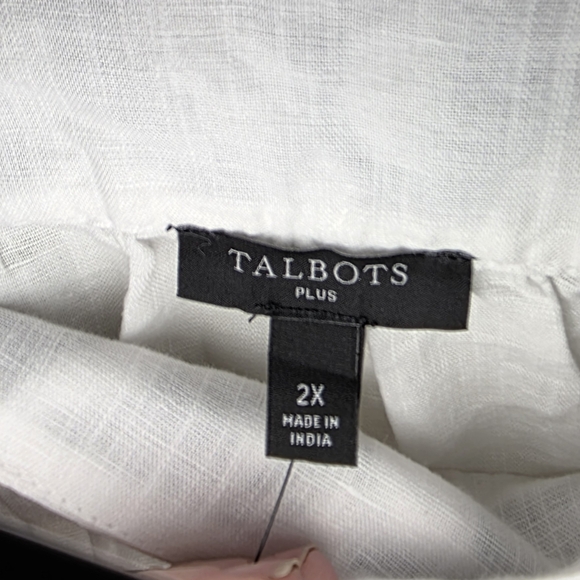 TALBOTS
PLUS
2X
MADE IN
INDIA